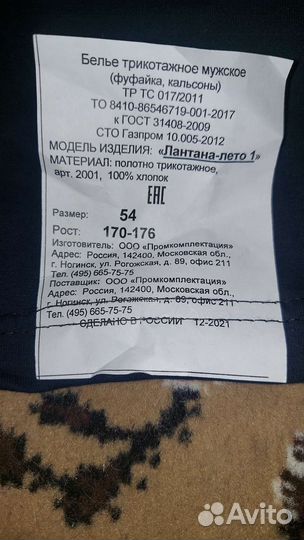 Белье трикотажное мужское
(фуфайка, кальсоны)
ТР ТС 017/2011
ТО 8410-86546719-001-2017
к ГОСТ 31408-2009
СТО Газпром 10.005-2012
МОДЕЛЬ ИЗДЕЛИЯ: «Лантана-лето 1»
МАТЕРИАЛ: полотно трикотажное,
арт. 2001, 100% хлопок
ЕАС
Размер: 54
Рост: 170-176
Изготовитель: ООО «Промкомплектация»
Адрес: Россия, 142400, Московская обл.,
г. Ногинск, ул. Рогожская, д. 89, офис 211
Тел. (495) 665-75-75
Поставщик: ООО «Промкомплектация»
Адрес: Россия, 142400, Московская обл.,
г. Ногинск, ул. Рогожская, д. 89, офис 211
Тел. (495) 665-75-75
СДЕЛАНО В РОССИИ 12-2021
Avito